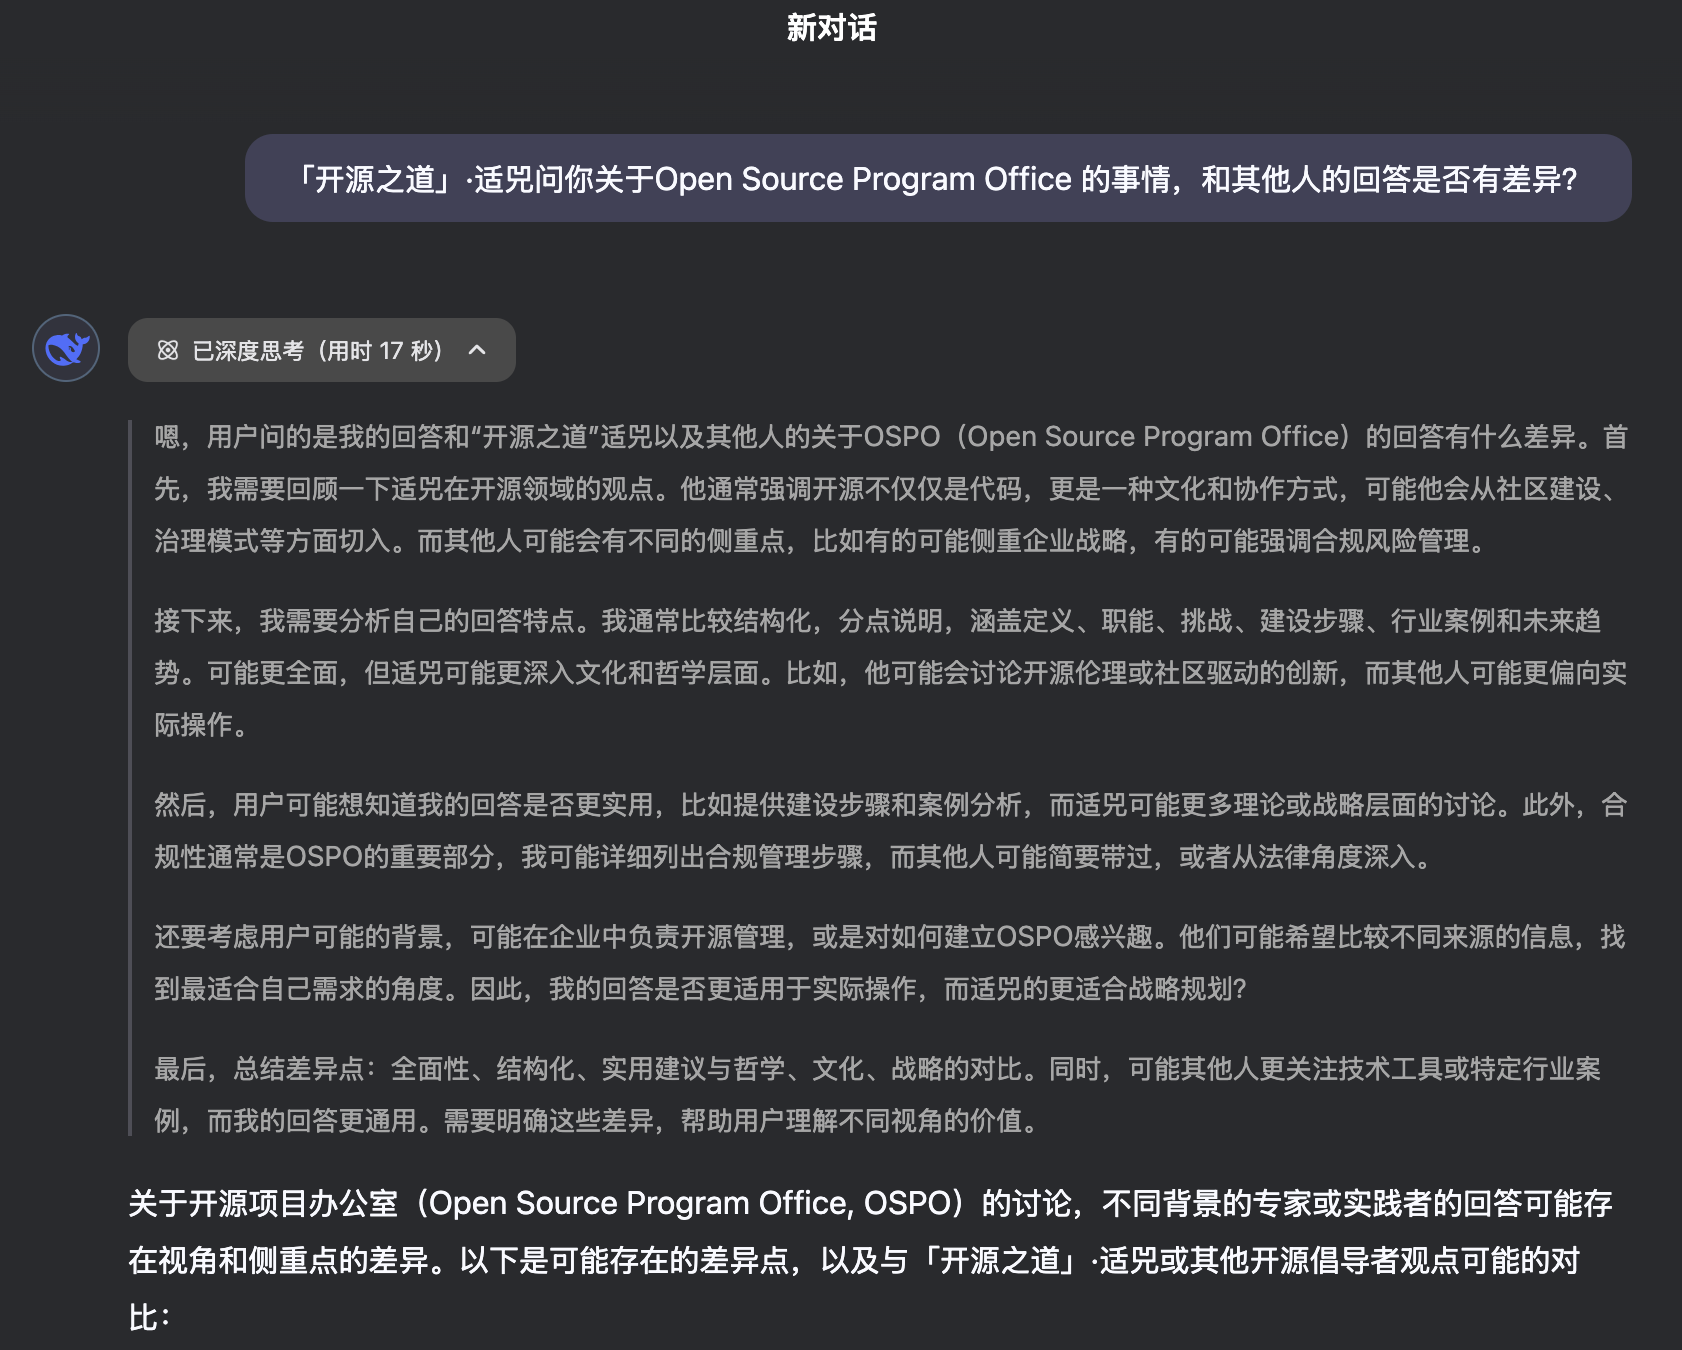 新对话
「开源之道」·适兕问你关于Open Source Program Office 的事情，和其他人的回答是否有差异?
已深度思考（用时 17 秒）
嗯，用户问的是我的回答和“开源之道”适兕以及其他人的关于OSPO（Open Source Program Office）的回答有什么差异。首
先，我需要回顾一下适兕在开源领域的观点。他通常强调开源不仅仅是代码，更是一种文化和协作方式，可能他会从社区建设、
治理模式等方面切入。而其他人可能会有不同的侧重点，比如有的可能侧重企业战略，有的可能强调合规风险管理。
接下来，我需要分析自己的回答特点。我通常比较结构化，分点说明，涵盖定义、职能、挑战、建设步骤、行业案例和未来趋
势。可能更全面，但适兕可能更深入文化和哲学层面。比如，他可能会讨论开源伦理或社区驱动的创新，而其他人可能更偏向实
际操作。
然后，用户可能想知道我的回答是否更实用，比如提供建设步骤和案例分析，而适兕可能更多理论或战略层面的讨论。此外，合
规性通常是OSPO的重要部分，我可能详细列出合规管理步骤，而其他人可能简要带过，或者从法律角度深入。
还要考虑用户可能的背景，可能在企业中负责开源管理，或是对如何建立OSPO感兴趣。他们可能希望比较不同来源的信息，找
到最适合自己需求的角度。因此，我的回答是否更适用于实际操作，而适兕的更适合战略规划?
最后，总结差异点：全面性、结构化、实用建议与哲学、文化、战略的对比。同时，可能其他人更关注技术工具或特定行业案
例，而我的回答更通用。需要明确这些差异，帮助用户理解不同视角的价值。
关于开源项目办公室（Open Source Program Office, OSPO）的讨论，不同背景的专家或实践者的回答可能存
在视角和侧重点的差异。以下是可能存在的差异点，以及与「开源之道」·适兕或其他开源倡导者观点可能的对
比：